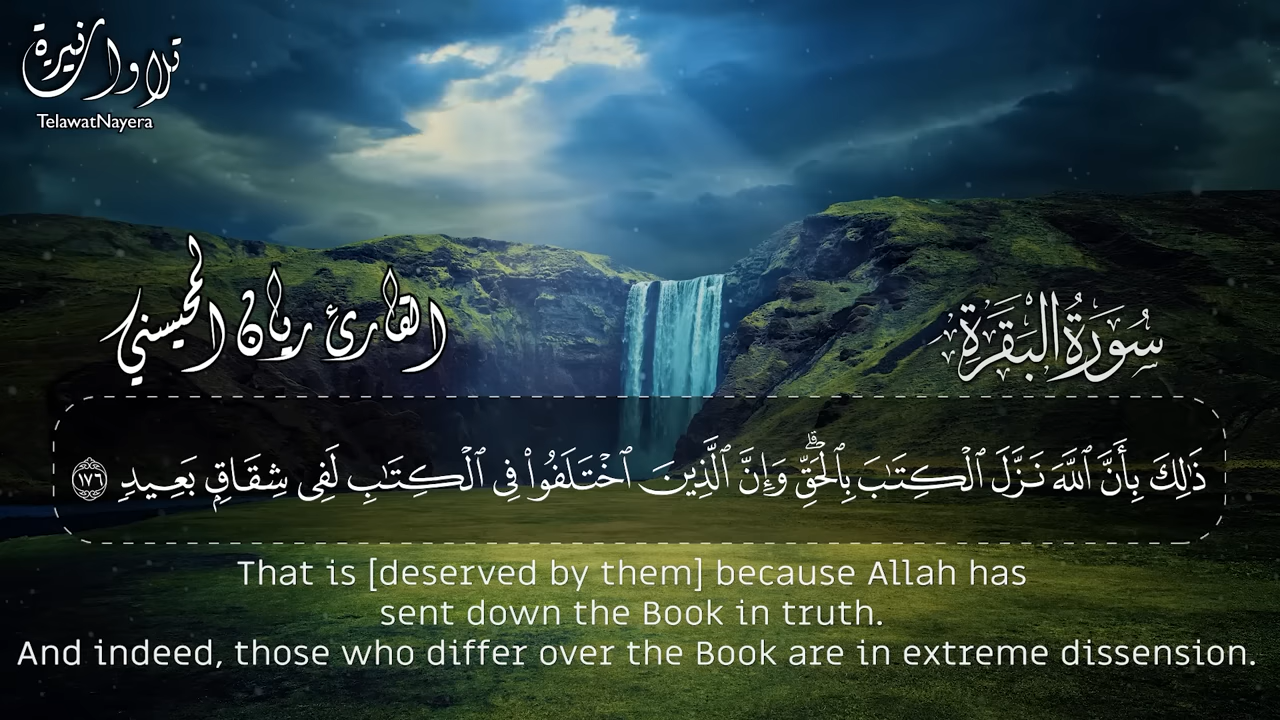 تلاوات نيرة
TelawatNayera
القارئ ريان المحيسني
سُورَةُ البَقَرَةِ
ذَٰلِكَ بِأَنَّ ٱللَّهَ نَزَّلَ ٱلْكِتَـٰبَ بِٱلْحَقِّ ۗ وَإِنَّ ٱلَّذِينَ ٱخْتَلَفُوا۟ فِى ٱلْكِتَـٰبِ لَفِى شِقَاقٍۭ بَعِيدٍ ١٧٦
That is [deserved by them] because Allah has
sent down the Book in truth.
And indeed, those who differ over the Book are in extreme dissension.